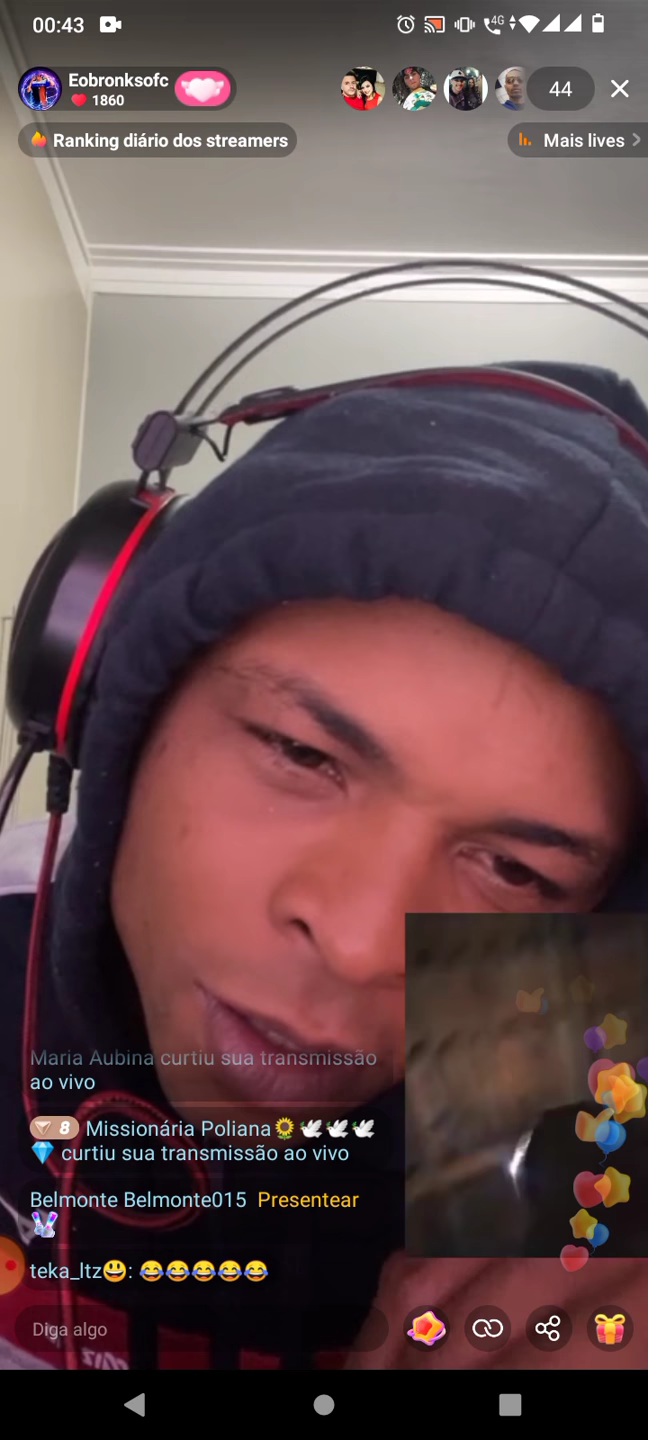 00:43
4G
Eobronksofc
1860
44
Ranking diário dos streamers
Mais lives
Maria Aubina curtiu sua transmissão
ao vivo
8 Missionária Poliana🌻🕊️🕊️🕊️
💎 curtiu sua transmissão ao vivo
Belmonte Belmonte015 Presentear
teka_ltz😃: 😂😂😂😂😂
Diga algo